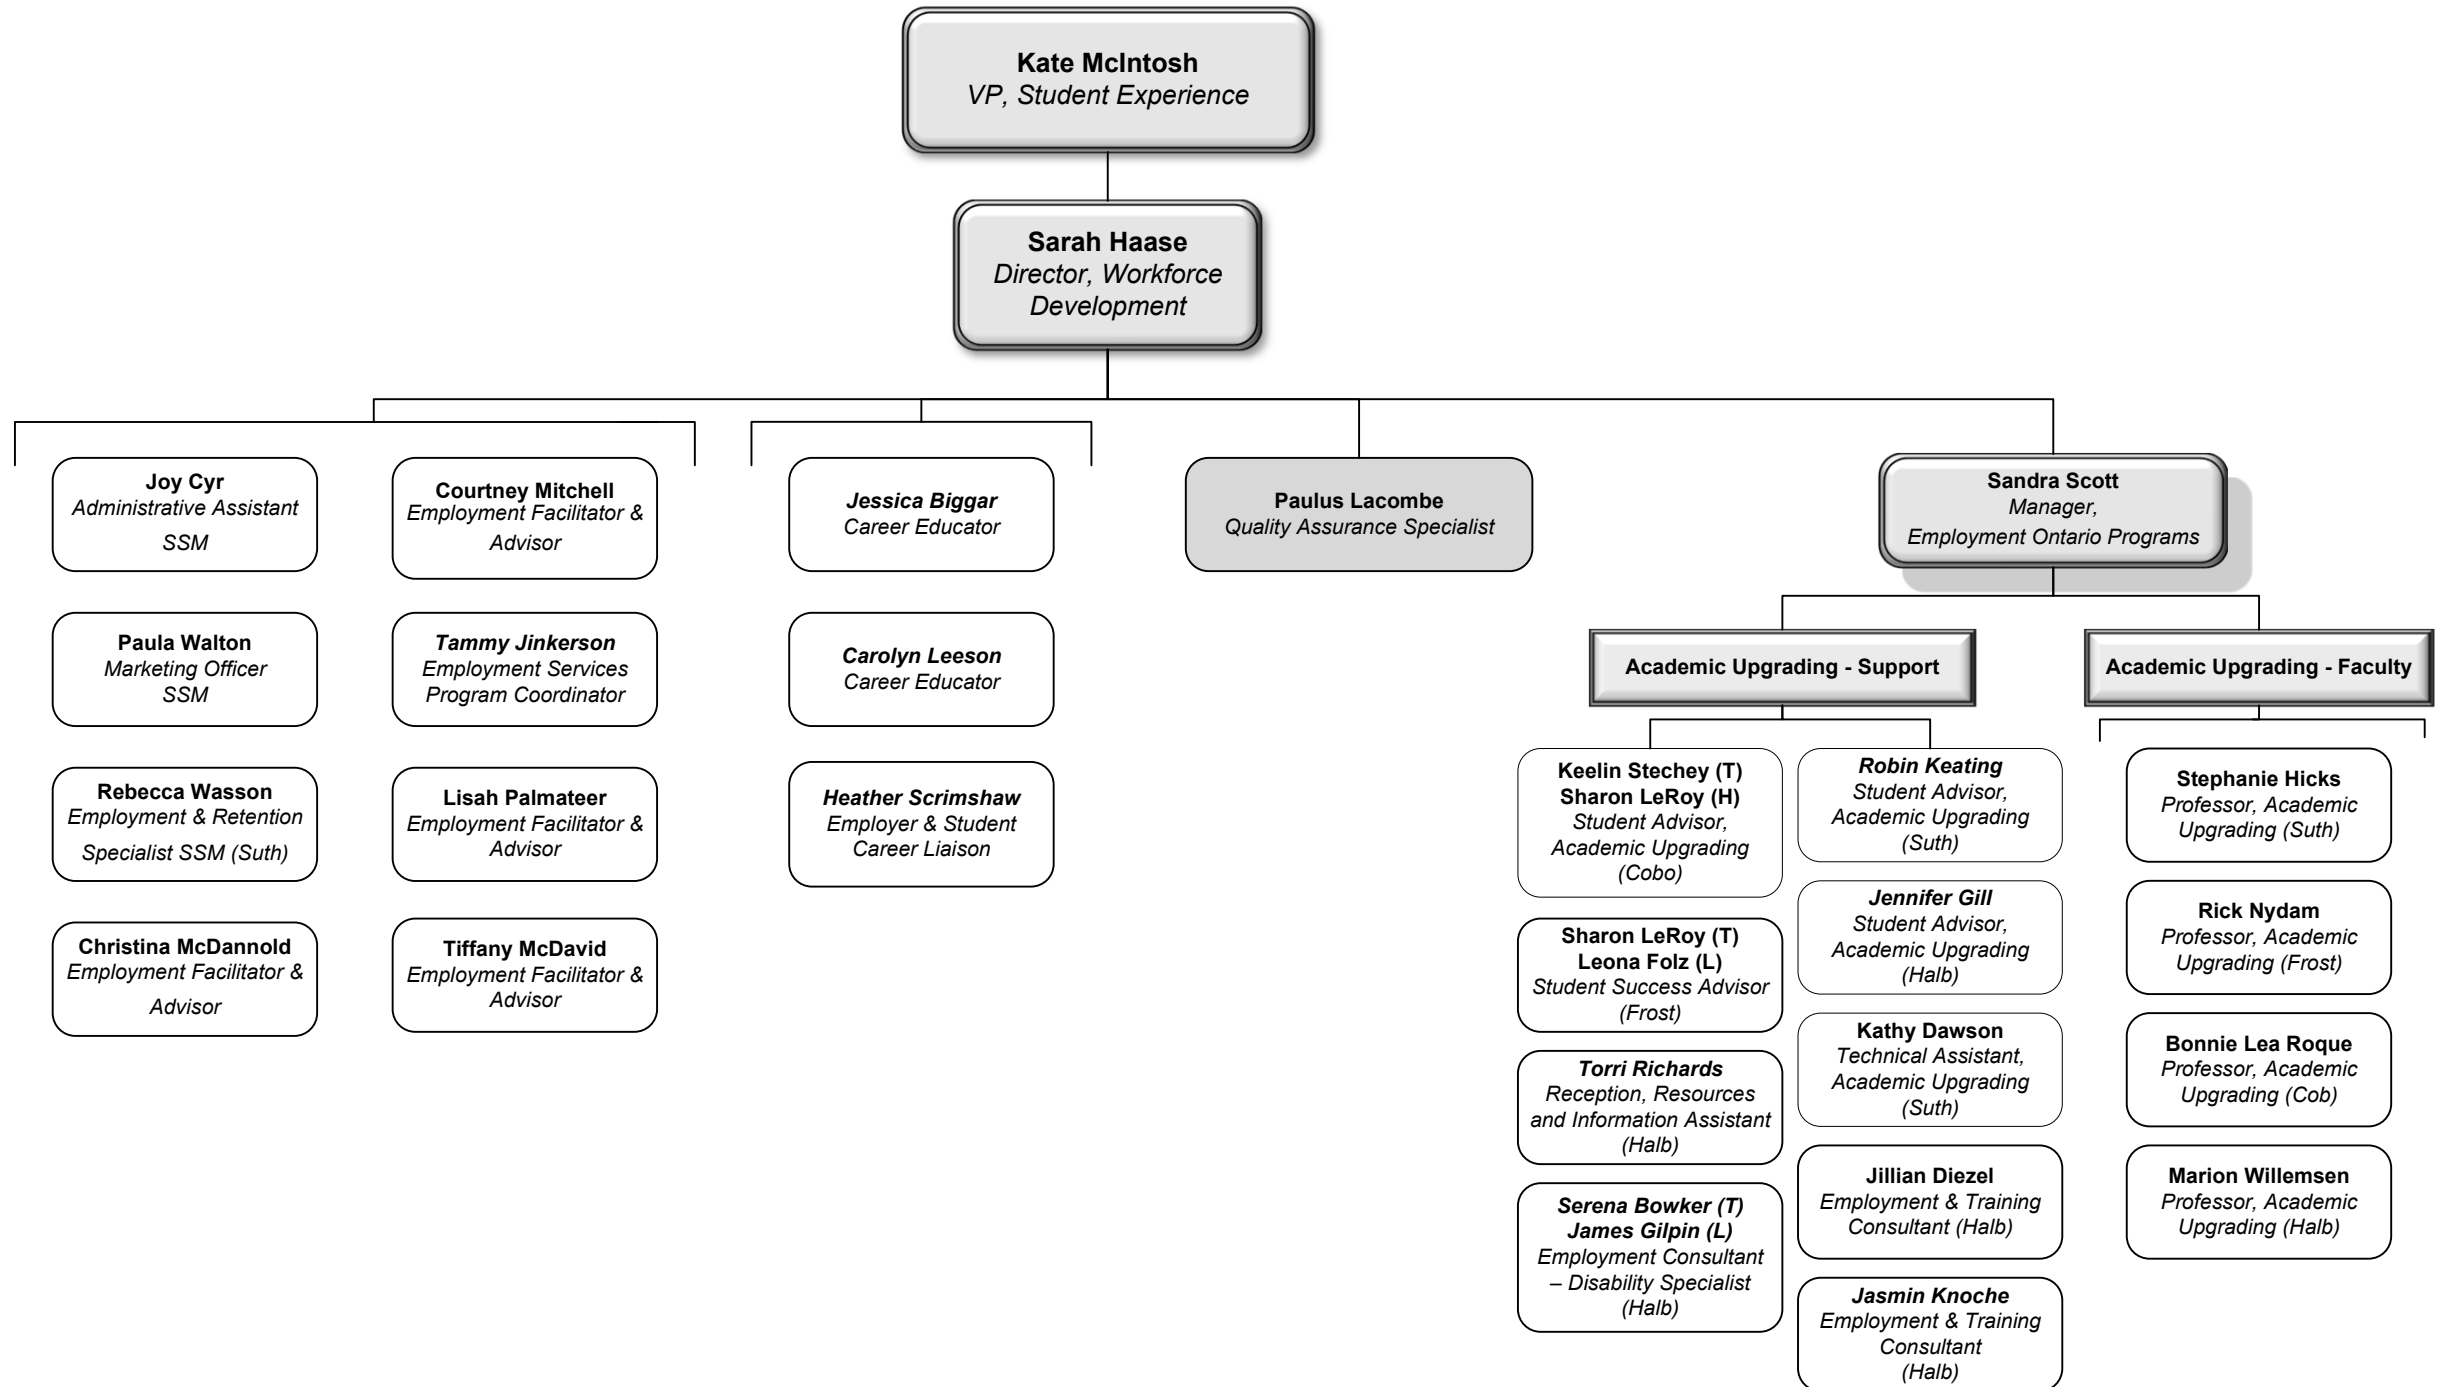 Kate McIntosh
VP, Student Experience
Sarah Haase
Director, Workforce
Development
Joy Cyr
Administrative Assistant
SSM
Paula Walton
Marketing Officer
SSM
Rebecca Wasson
Employment & Retention
Specialist SSM (Suth)
Christina McDannold
Employment Facilitator &
Advisor
Courtney Mitchell
Employment Facilitator &
Advisor
Tammy Jinkerson
Employment Services
Program Coordinator
Lisah Palmateer
Employment Facilitator &
Advisor
Tiffany McDavid
Employment Facilitator &
Advisor
Jessica Biggar
Career Educator
Carolyn Leeson
Career Educator
Heather Scrimshaw
Employer & Student
Career Liaison
Paulus Lacombe
Quality Assurance Specialist
Sandra Scott
Manager,
Employment Ontario Programs
Academic Upgrading - Support
Keelin Stechey (T)
Sharon LeRoy (H)
Student Advisor,
Academic Upgrading
(Cobo)
Sharon LeRoy (T)
Leona Folz (L)
Student Success Advisor
(Frost)
Torri Richards
Reception, Resources
and Information Assistant
(Halb)
Serena Bowker (T)
James Gilpin (L)
Employment Consultant
– Disability Specialist
(Halb)
Robin Keating
Student Advisor,
Academic Upgrading
(Suth)
Jennifer Gill
Student Advisor,
Academic Upgrading
(Halb)
Kathy Dawson
Technical Assistant,
Academic Upgrading
(Suth)
Jillian Diezel
Employment & Training
Consultant (Halb)
Jasmin Knoche
Employment & Training
Consultant
(Halb)
Academic Upgrading - Faculty
Stephanie Hicks
Professor, Academic
Upgrading (Suth)
Rick Nydam
Professor, Academic
Upgrading (Frost)
Bonnie Lea Roque
Professor, Academic
Upgrading (Cob)
Marion Willemsen
Professor, Academic
Upgrading (Halb)